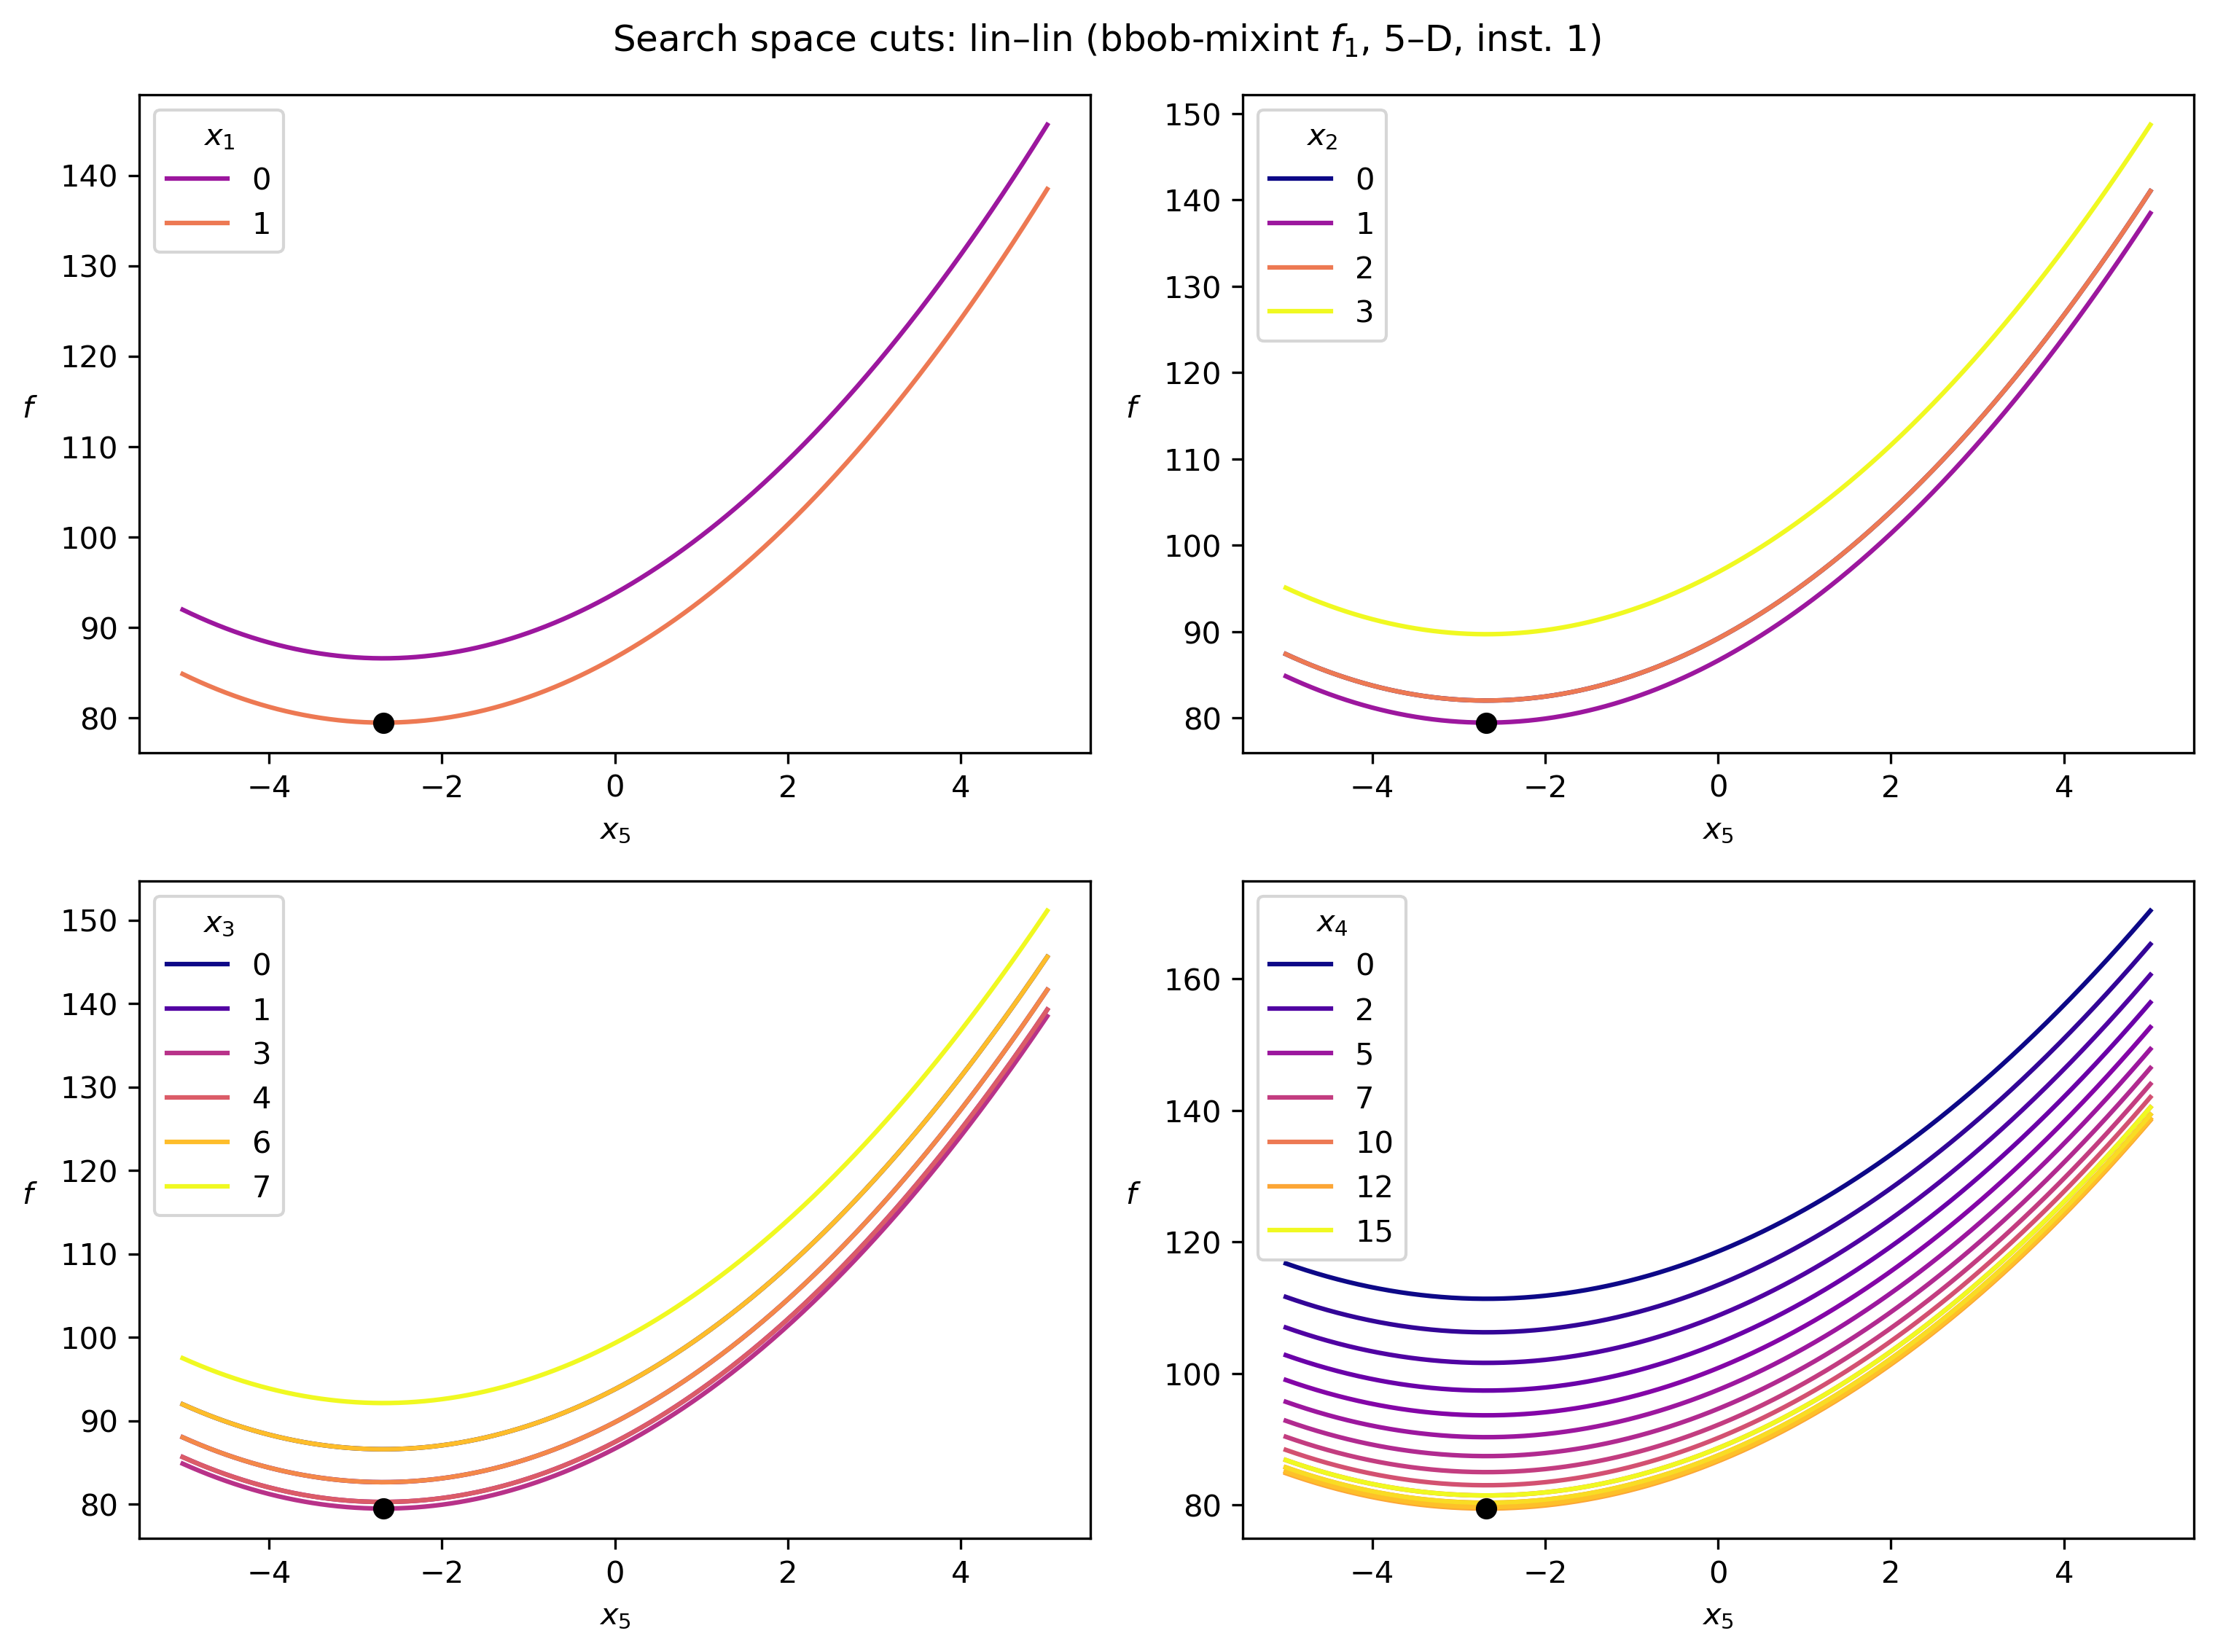 Search space cuts: lin–lin (bbob-mixint f₁, 5–D, inst. 1)
x₁
0
1
140
130
120
110
100
90
80
f
−4 −2 0 2 4
x₅
x₂
0
1
2
3
150
140
130
120
110
100
90
80
f
−4 −2 0 2 4
x₅
x₃
0
1
3
4
6
7
150
140
130
120
110
100
90
80
f
−4 −2 0 2 4
x₅
x₄
0
2
5
7
10
12
15
160
140
120
100
80
f
−4 −2 0 2 4
x₅